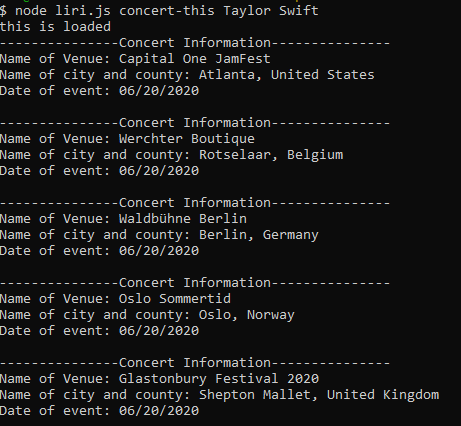 $ node liri.js concert-this Taylor Swift
this is loaded
---------------Concert Information---------------
Name of Venue: Capital One JamFest
Name of city and county: Atlanta, United States
Date of event: 06/20/2020
---------------Concert Information---------------
Name of Venue: Werchter Boutique
Name of city and county: Rotselaar, Belgium
Date of event: 06/20/2020
---------------Concert Information---------------
Name of Venue: Waldbühne Berlin
Name of city and county: Berlin, Germany
Date of event: 06/20/2020
---------------Concert Information---------------
Name of Venue: Oslo Sommertid
Name of city and county: Oslo, Norway
Date of event: 06/20/2020
---------------Concert Information---------------
Name of Venue: Glastonbury Festival 2020
Name of city and county: Shepton Mallet, United Kingdom
Date of event: 06/20/2020